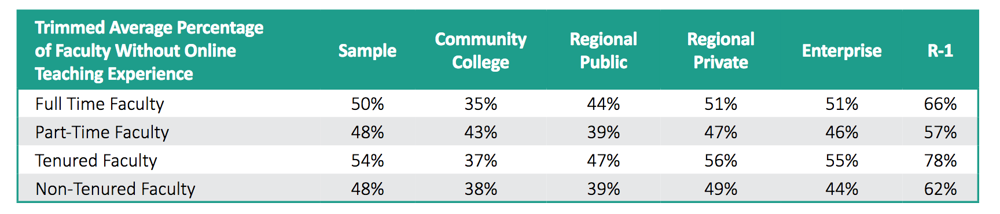 Trimmed Average Percentage of Faculty Without Online Teaching Experience Sample Community College Regional Public Regional Private Enterprise R-1
Full Time Faculty 50% 35% 44% 51% 51% 66%
Part-Time Faculty 48% 43% 39% 47% 46% 57%
Tenured Faculty 54% 37% 47% 56% 55% 78%
Non-Tenured Faculty 48% 38% 39% 49% 44% 62%